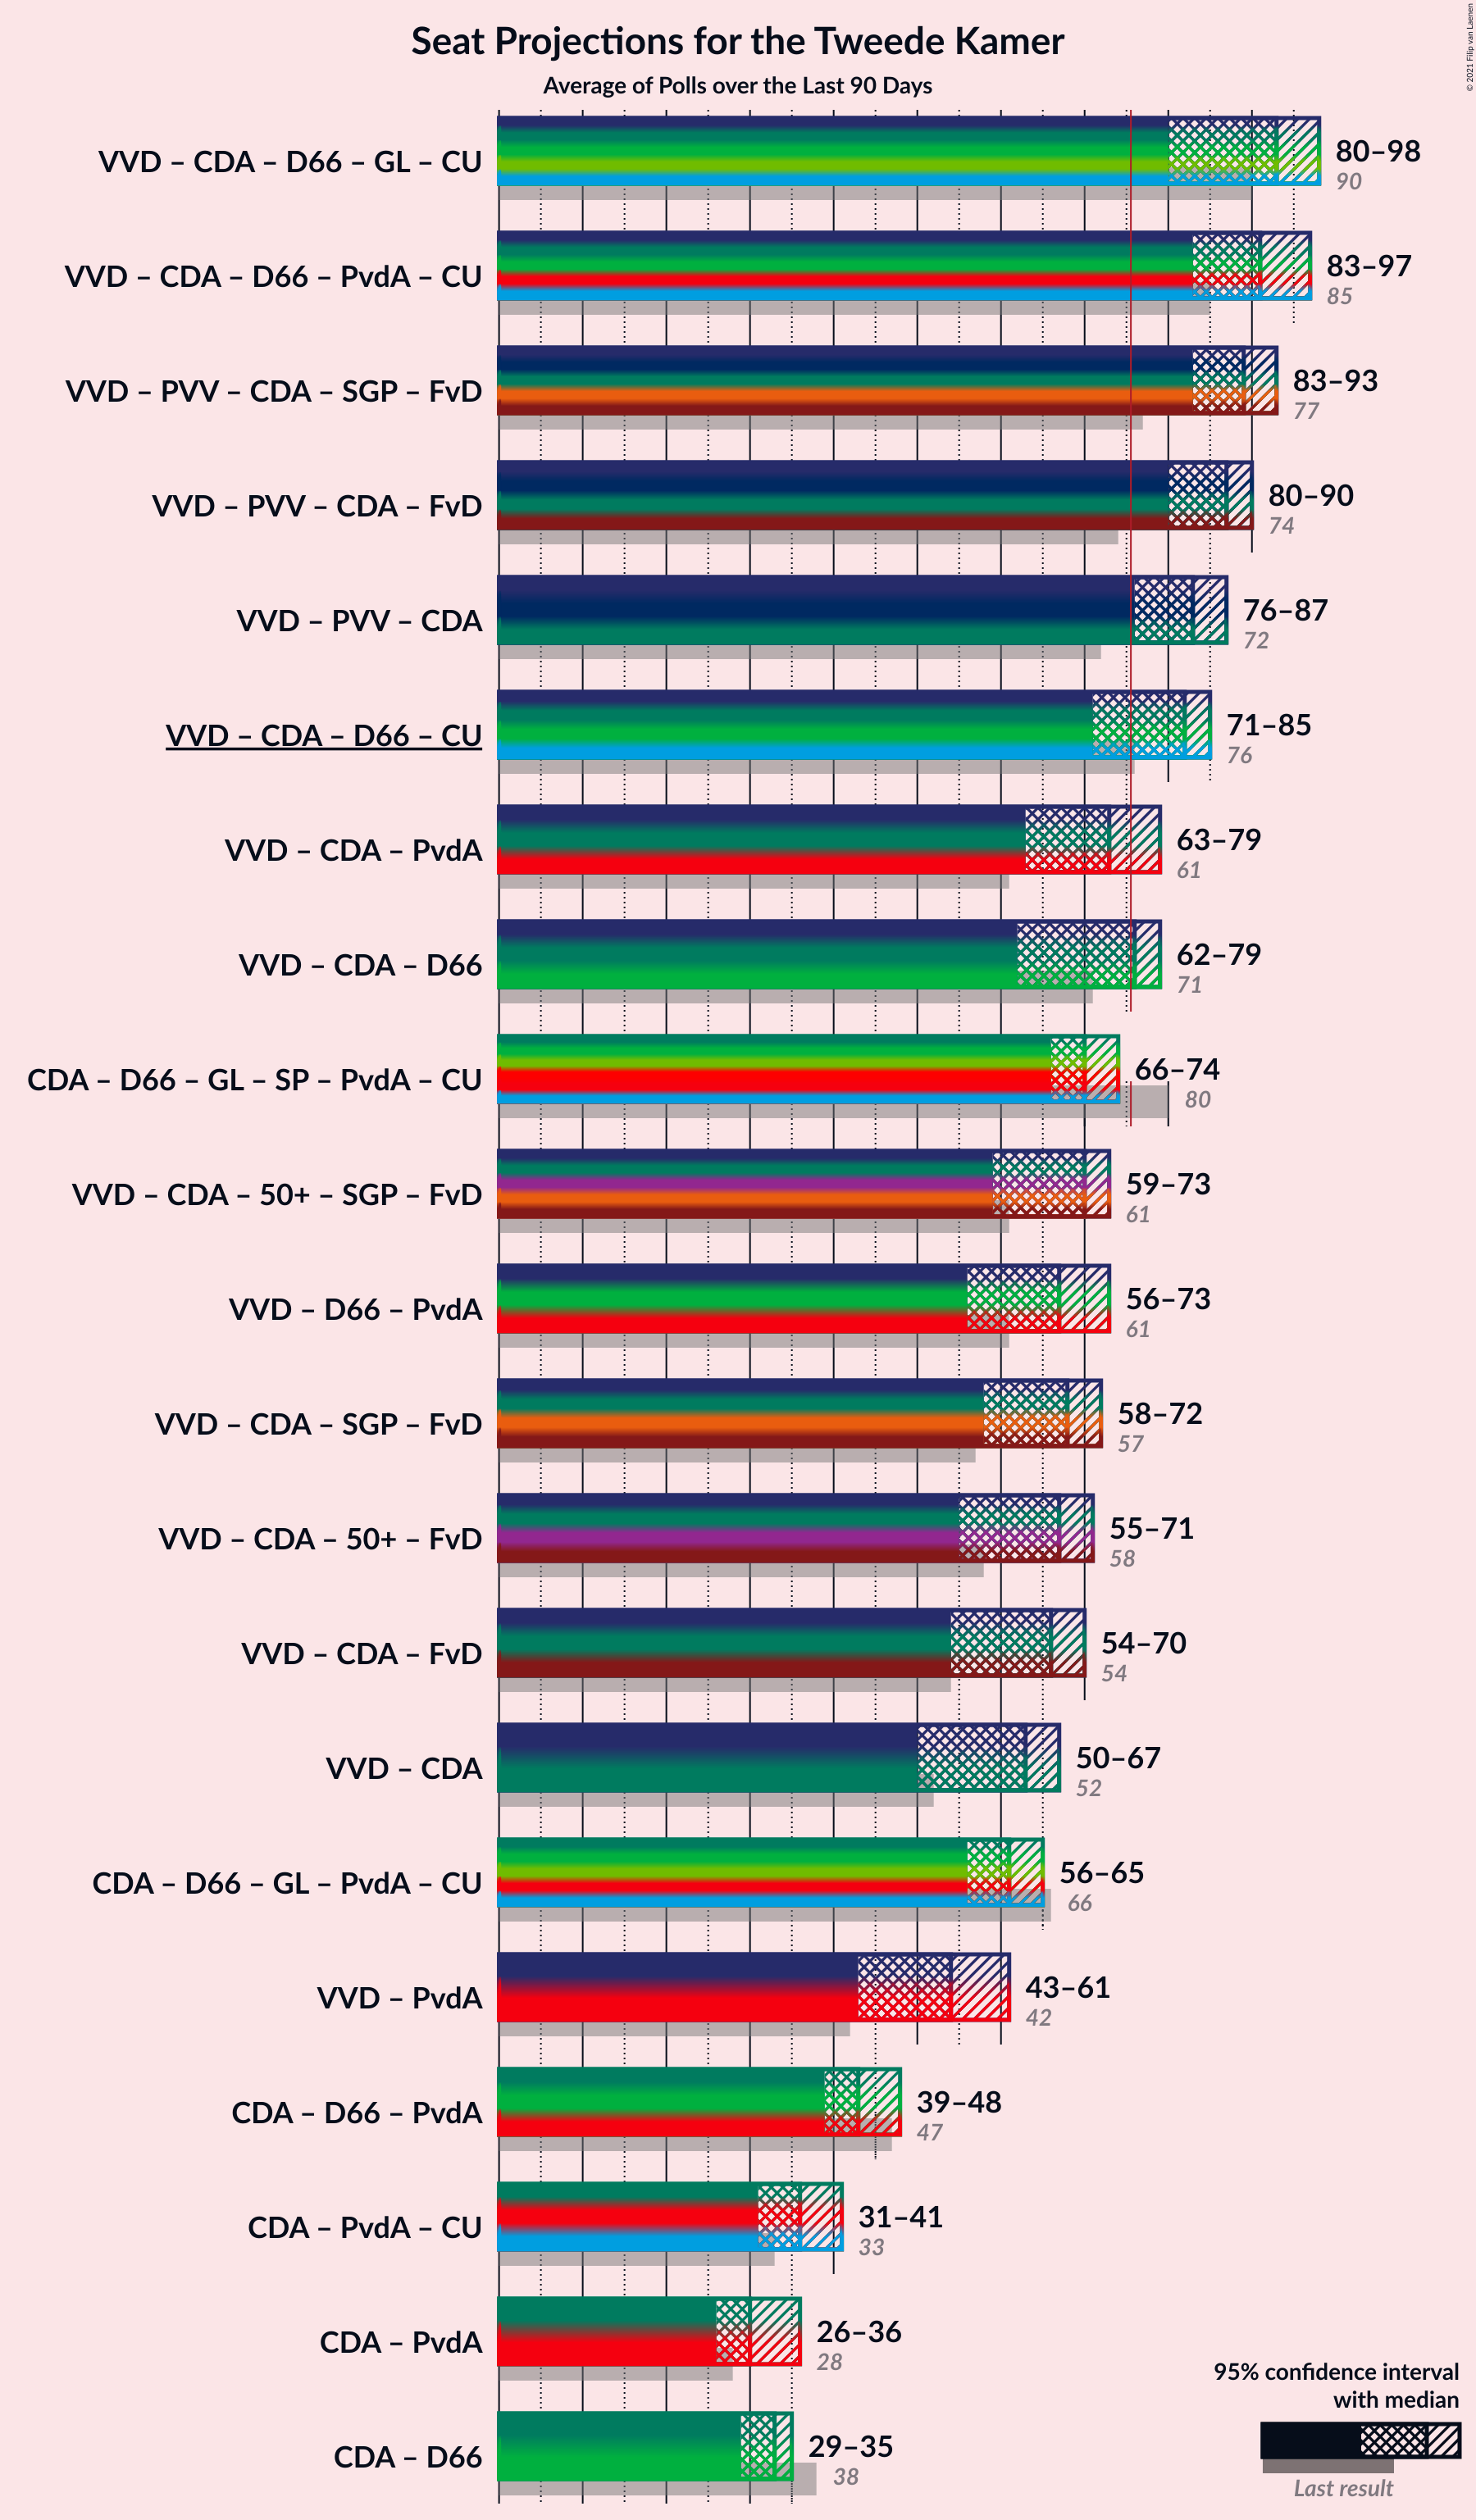 Seat Projections for the Tweede Kamer
Average of Polls over the Last 90 Days
© 2021 Filip van Laenen
VVD – CDA – D66 – GL – CU
80–98
90
VVD – CDA – D66 – PvdA – CU
83–97
85
VVD – PVV – CDA – SGP – FvD
83–93
77
VVD – PVV – CDA – FvD
80–90
74
VVD – PVV – CDA
76–87
72
VVD – CDA – D66 – CU
71–85
76
VVD – CDA – PvdA
63–79
61
VVD – CDA – D66
62–79
71
CDA – D66 – GL – SP – PvdA – CU
66–74
80
VVD – CDA – 50+ – SGP – FvD
59–73
61
VVD – D66 – PvdA
56–73
61
VVD – CDA – SGP – FvD
58–72
57
VVD – CDA – 50+ – FvD
55–71
58
VVD – CDA – FvD
54–70
54
VVD – CDA
50–67
52
CDA – D66 – GL – PvdA – CU
56–65
66
VVD – PvdA
43–61
42
CDA – D66 – PvdA
39–48
47
CDA – PvdA – CU
31–41
33
CDA – PvdA
26–36
28
CDA – D66
29–35
38
95% confidence interval
with median
Last result